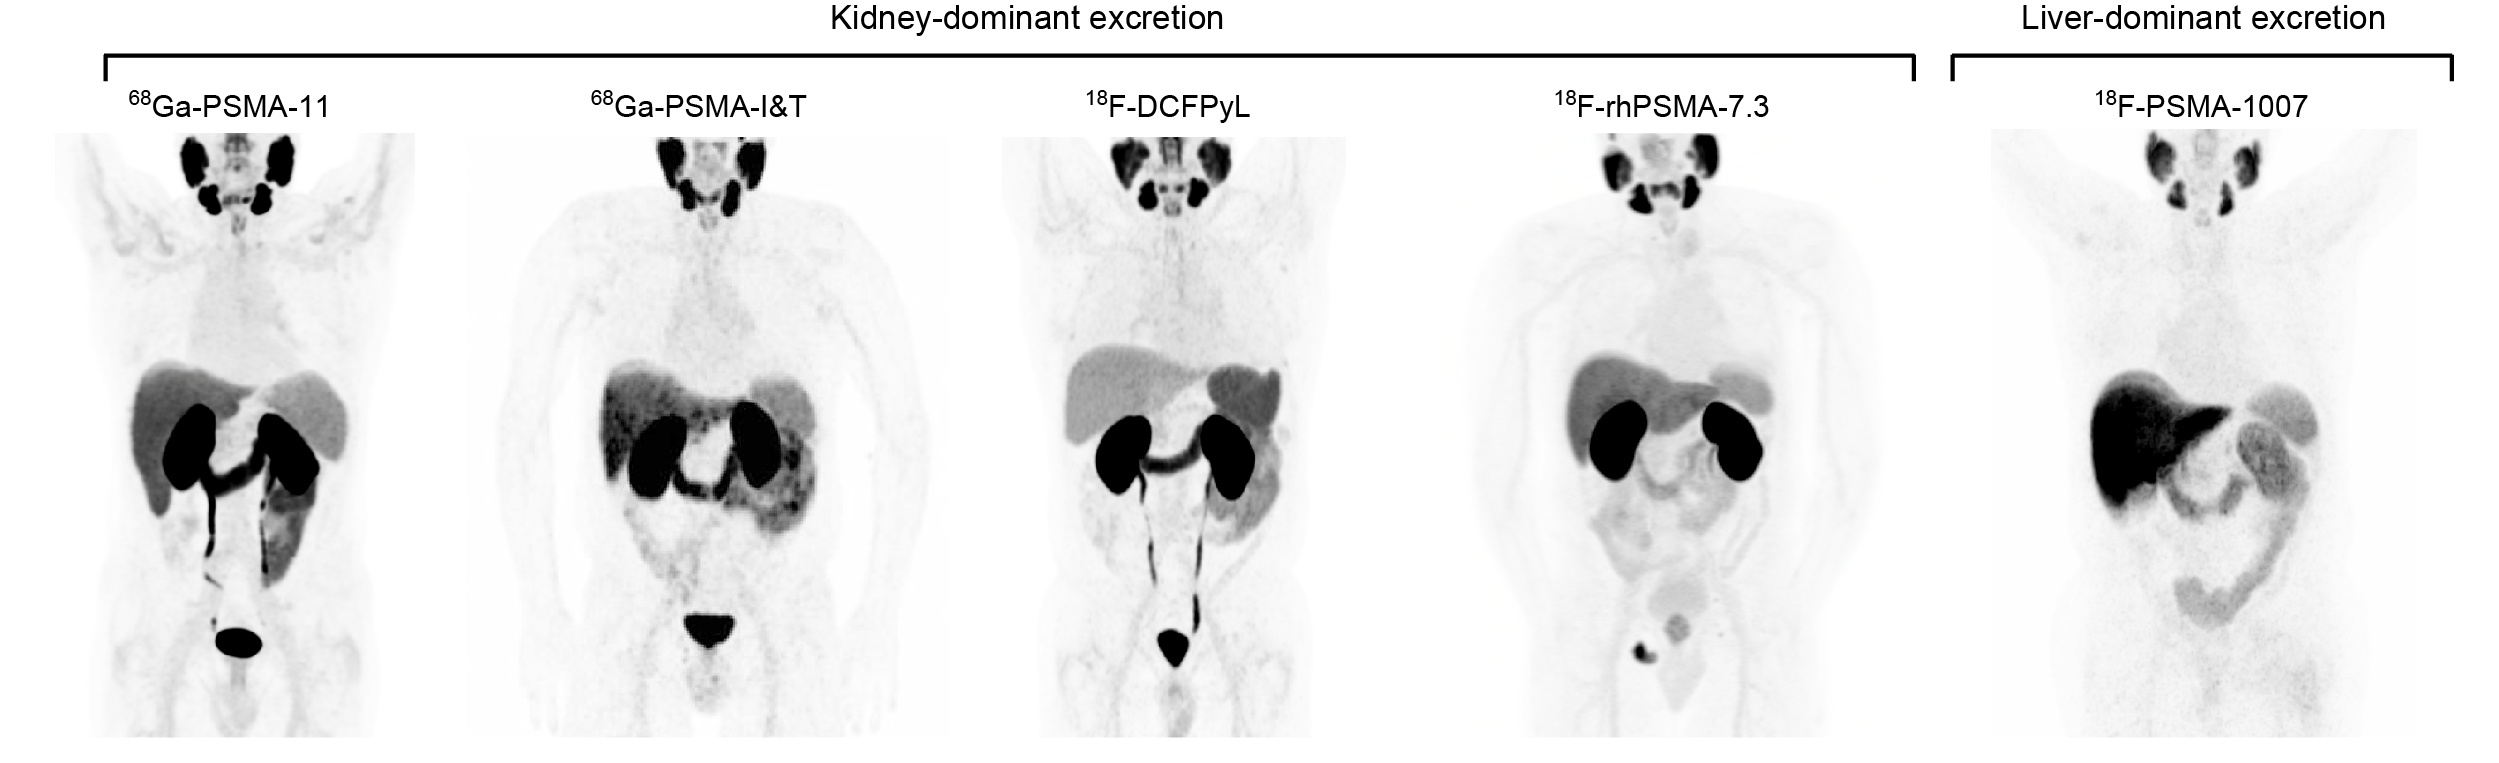 Kidney-dominant excretion
Liver-dominant excretion
⁶⁸Ga-PSMA-11
⁶⁸Ga-PSMA-I&T
¹⁸F-DCFPyL
¹⁸F-rhPSMA-7.3
¹⁸F-PSMA-1007